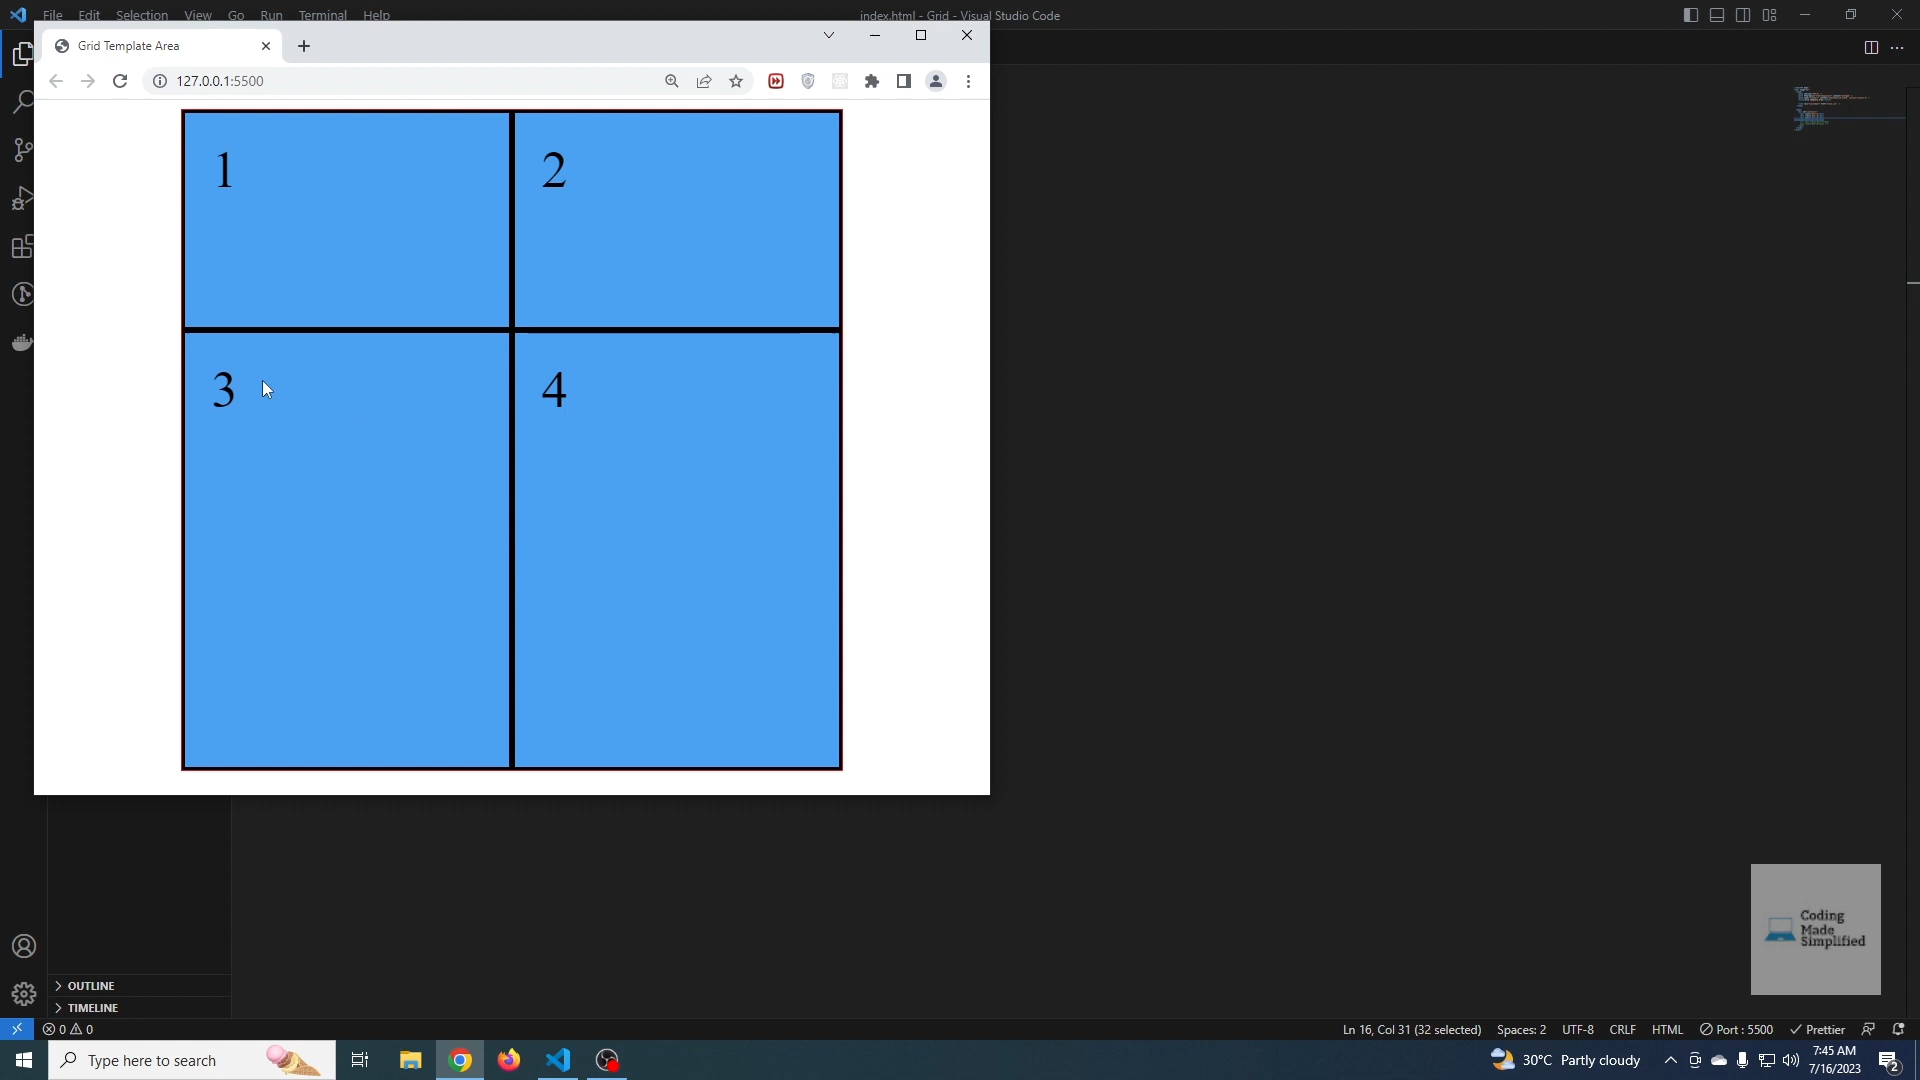 File Edit Selection View Go Run Terminal Help
index.html - Grid - Visual Studio Code
Grid Template Area
127.0.0.1:5500
1
2
3
4
OUTLINE
TIMELINE
Coding
Made
Simplified
0 0
Ln 16, Col 31 (32 selected) Spaces: 2 UTF-8 CRLF HTML Port : 5500 Prettier
Type here to search
30°C Partly cloudy
7:45 AM
7/16/2023
2